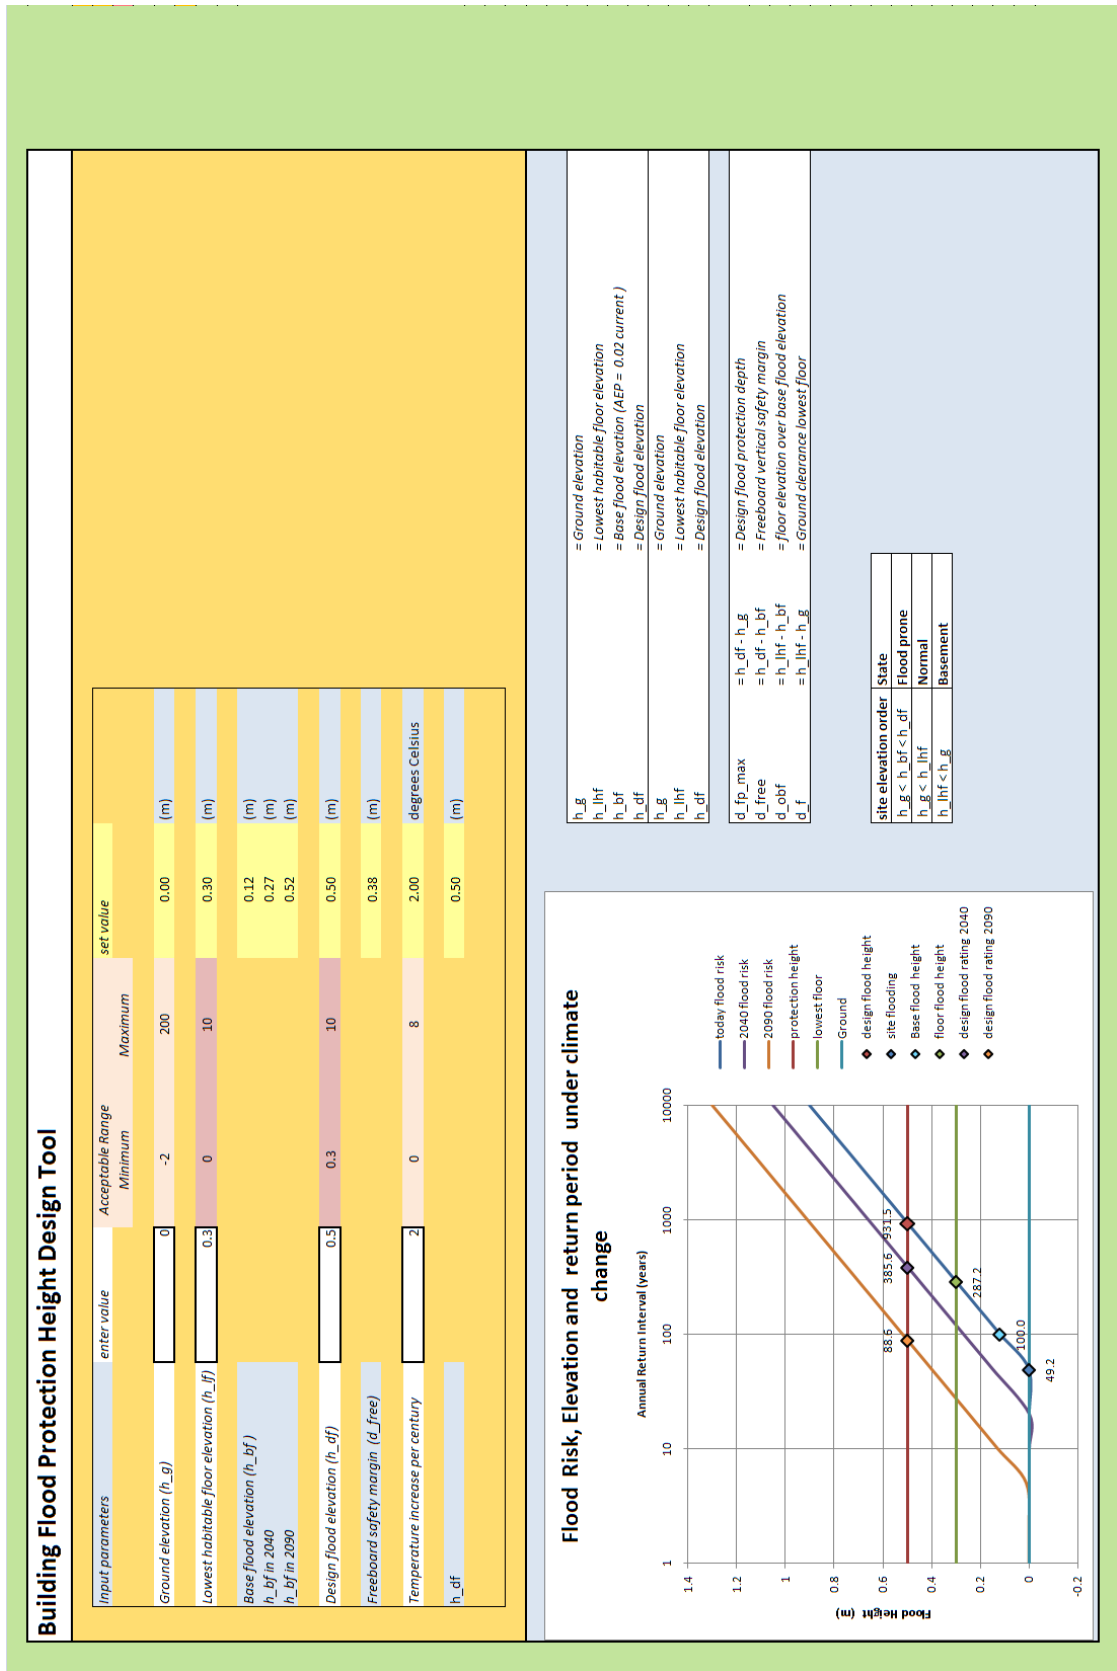 Building Flood Protection Height Design Tool
Input parameters enter value Acceptable Range set value
Minimum Maximum
Ground elevation (h_g) 0 -2 200 0.00 (m)
Lowest habitable floor elevation (h_lf) 0.3 0 10 0.30 (m)
Base flood elevation (h_bf ) 0.12 (m)
h_bf in 2040 0.27 (m)
h_bf in 2090 0.52 (m)
Design flood elevation (h_df) 0.5 0.3 10 0.50 (m)
Freeboard safety margin (d_free) 0.38 (m)
Temperature increase per century 2 0 8 2.00 degrees Celsius
h_df 0.50 (m)
Flood Risk, Elevation and return period under climate
change
Annual Return Interval (years)
1 10 100 1000 10000
Flood Height (m)
1.4
1.2
1
0.8
0.6
0.4
0.2
0
-0.2
88.6
385.6
931.5
287.2
100.0
49.2
today flood risk
2040 flood risk
2090 flood risk
protection height
lowest floor
Ground
design flood height
site flooding
Base flood height
floor flood height
design flood rating 2040
design flood rating 2090
h_g = Ground elevation
h_lhf = Lowest habitable floor elevation
h_bf = Base flood elevation (AEP = 0.02 current )
h_df = Design flood elevation
h_g = Ground elevation
h_lhf = Lowest habitable floor elevation
h_df = Design flood elevation
d_fp_max = h_df - h_g = Design flood protection depth
d_free = h_df - h_bf = Freeboard vertical safety margin
d_obf = h_lhf - h_bf = floor elevation over base flood elevation
d_f = h_lhf - h_g = Ground clearance lowest floor
site elevation order State
h_g < h_bf < h_df Flood prone
h_g < h_lhf Normal
h_lhf < h_g Basement